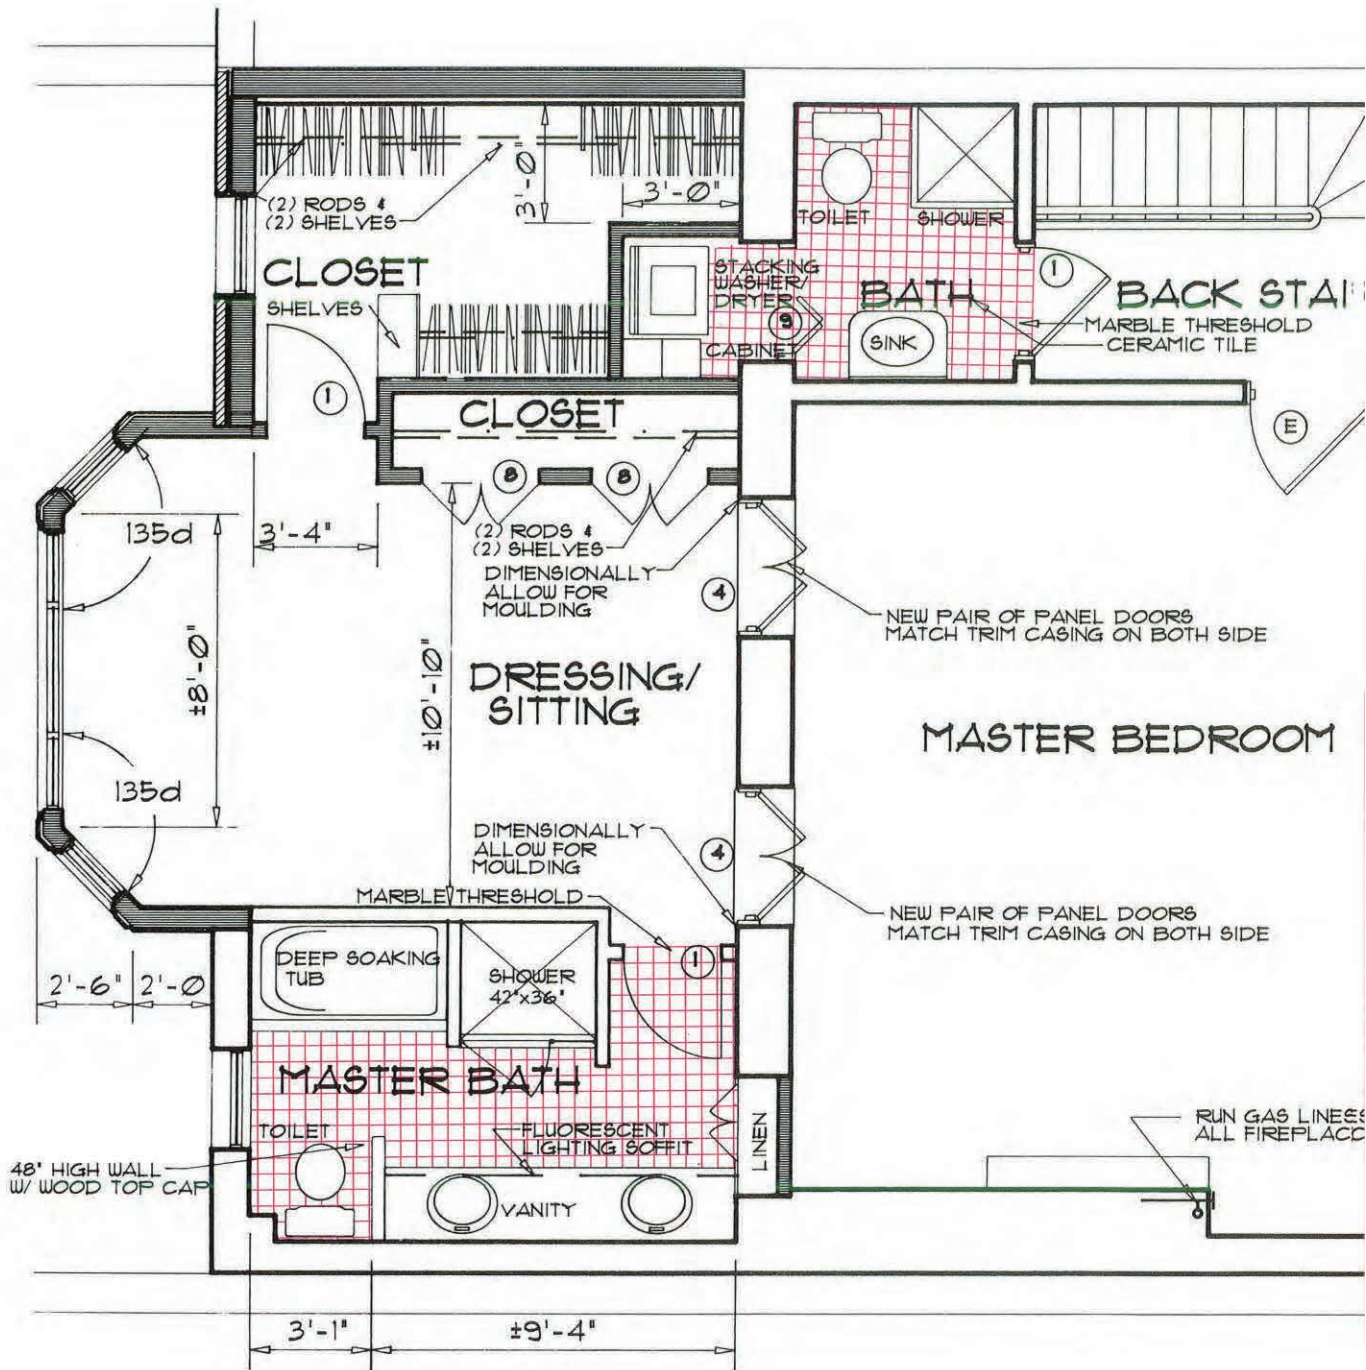 (2) RODS &
(2) SHELVES
3'-0"
3'-0"
CLOSET
SHELVES
STACKING
WASHER/
DRYER
CABINET
9
TOILET
SHOWER
BATH
SINK
1
BACK STAI
MARBLE THRESHOLD
CERAMIC TILE
E
1
CLOSET
8
8
(2) RODS &
(2) SHELVES
135d
3'-4"
DIMENSIONALLY
ALLOW FOR
MOULDING
4
NEW PAIR OF PANEL DOORS
MATCH TRIM CASING ON BOTH SIDE
±8'-0"
±10'-10"
DRESSING/
SITTING
MASTER BEDROOM
135d
DIMENSIONALLY
ALLOW FOR
MOULDING
4
MARBLE THRESHOLD
NEW PAIR OF PANEL DOORS
MATCH TRIM CASING ON BOTH SIDE
2'-6"
2'-0
DEEP SOAKING
TUB
SHOWER
42"x36"
1
MASTER BATH
TOILET
FLUORESCENT
LIGHTING SOFFIT
LINEN
RUN GAS LINES
ALL FIREPLAC
48" HIGH WALL
W/ WOOD TOP CAP
VANITY
3'-1"
±9'-4"